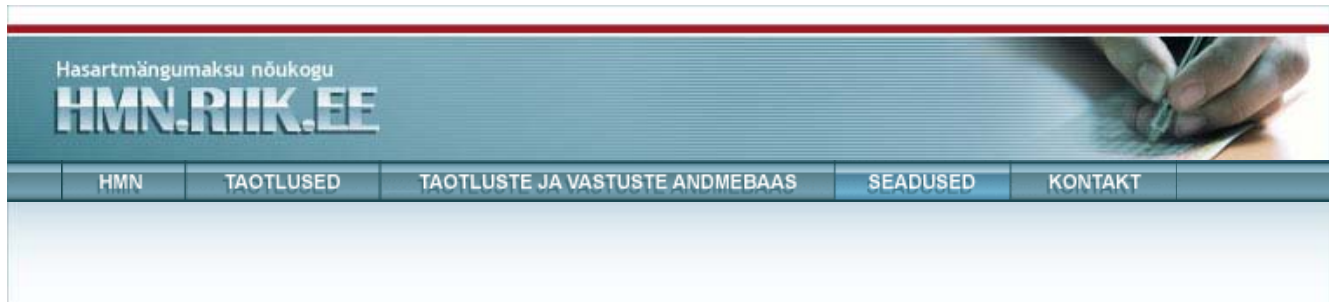 Hasartmängumaksu nõukogu
HMN.RIIK.EE
HMN TAOTLUSED TAOTLUSTE JA VASTUSTE ANDMEBAAS SEADUSED KONTAKT